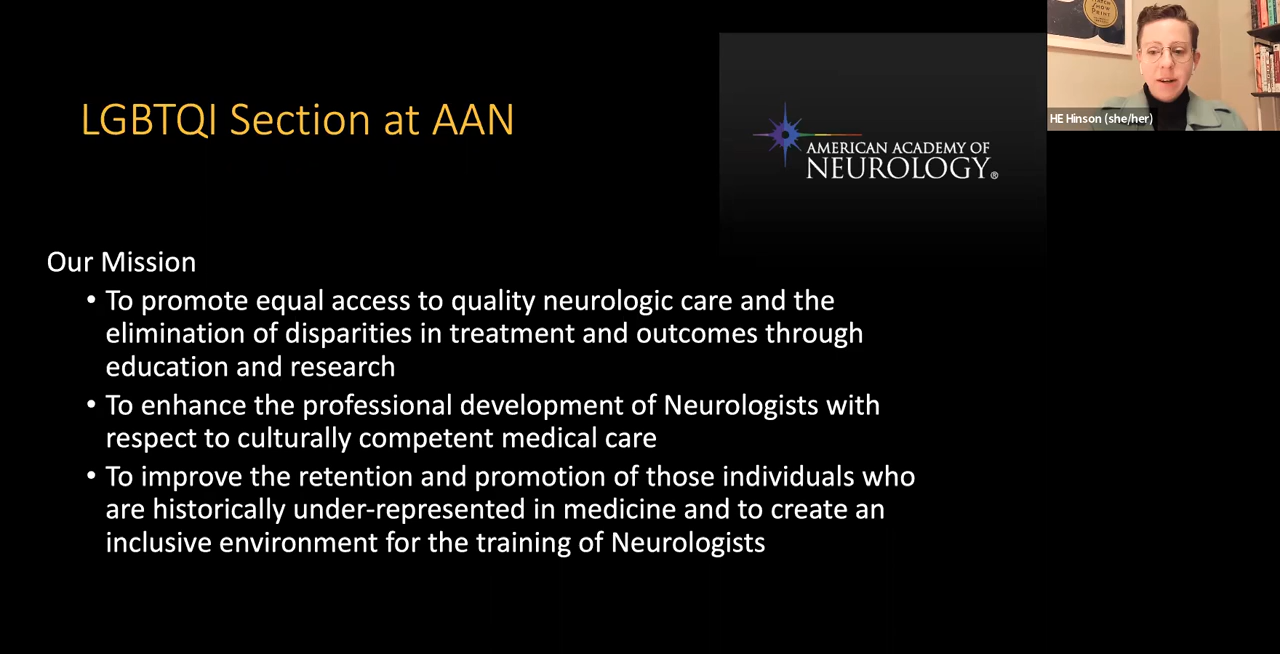 LGBTQI Section at AAN
AMERICAN ACADEMY OF
NEUROLOGY®
HE Hinson (she/her)
Our Mission
• To promote equal access to quality neurologic care and the
elimination of disparities in treatment and outcomes through
education and research
• To enhance the professional development of Neurologists with
respect to culturally competent medical care
• To improve the retention and promotion of those individuals who
are historically under-represented in medicine and to create an
inclusive environment for the training of Neurologists